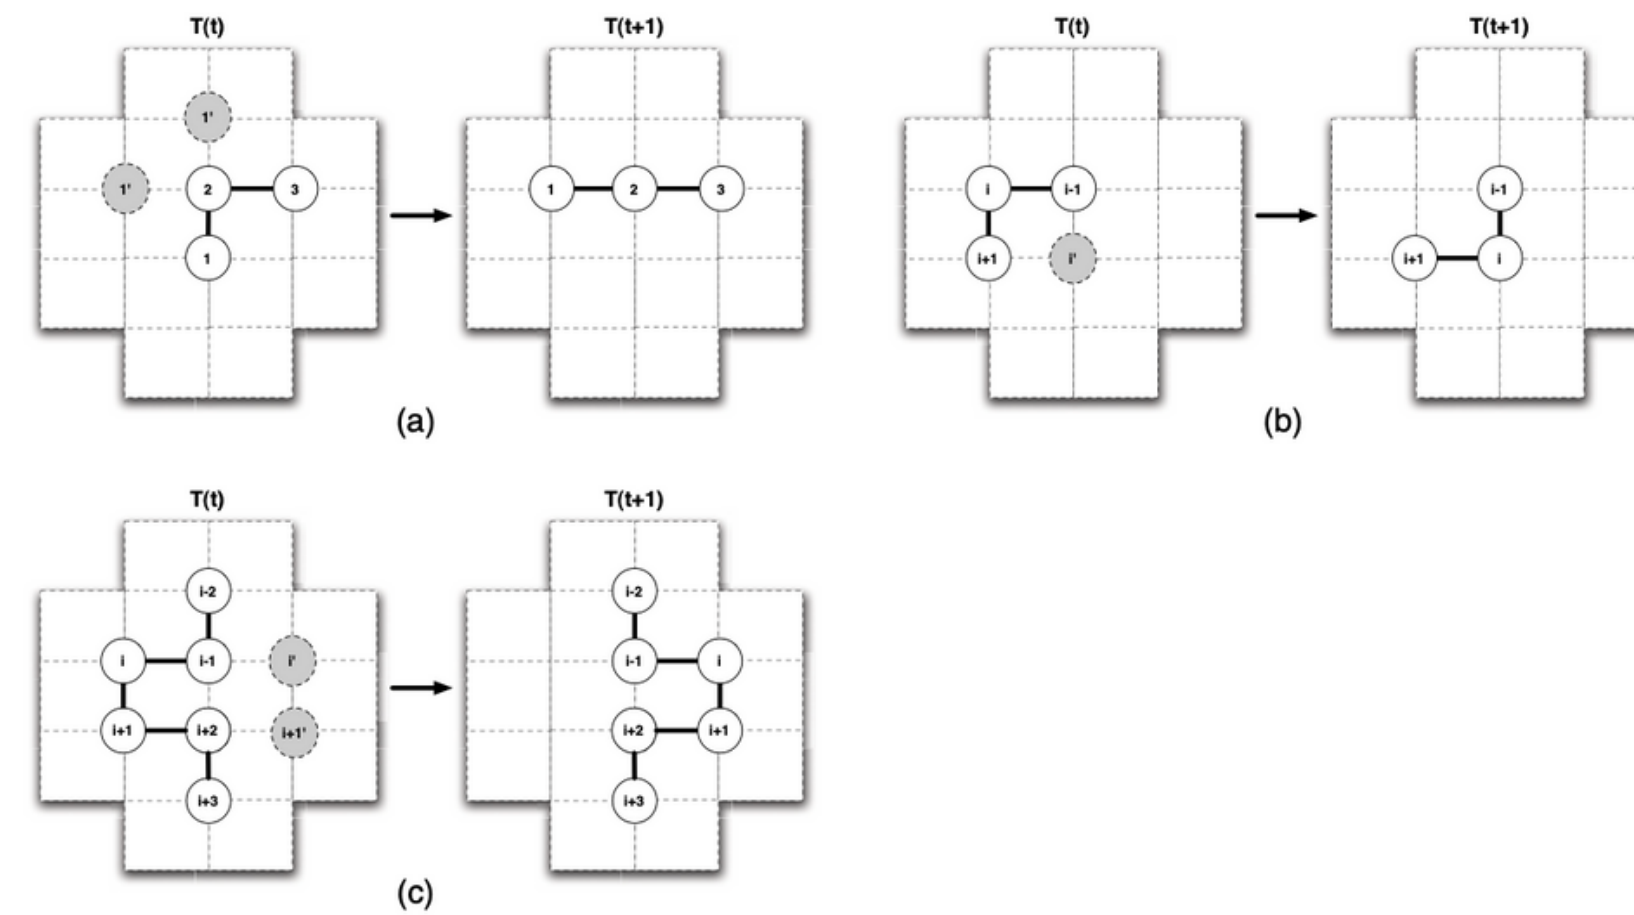 T(t) T(t+1) T(t) T(t+1)
1'
1' 2 3 1 2 3 i i-1 i-1
1 i+1 i' i+1 i
(a) (b)
T(t) T(t+1)
i-2 i-2
i i-1 i' i-1 i
i+1 i+2 i+1' i+2 i+1
i+3 i+3
(c)